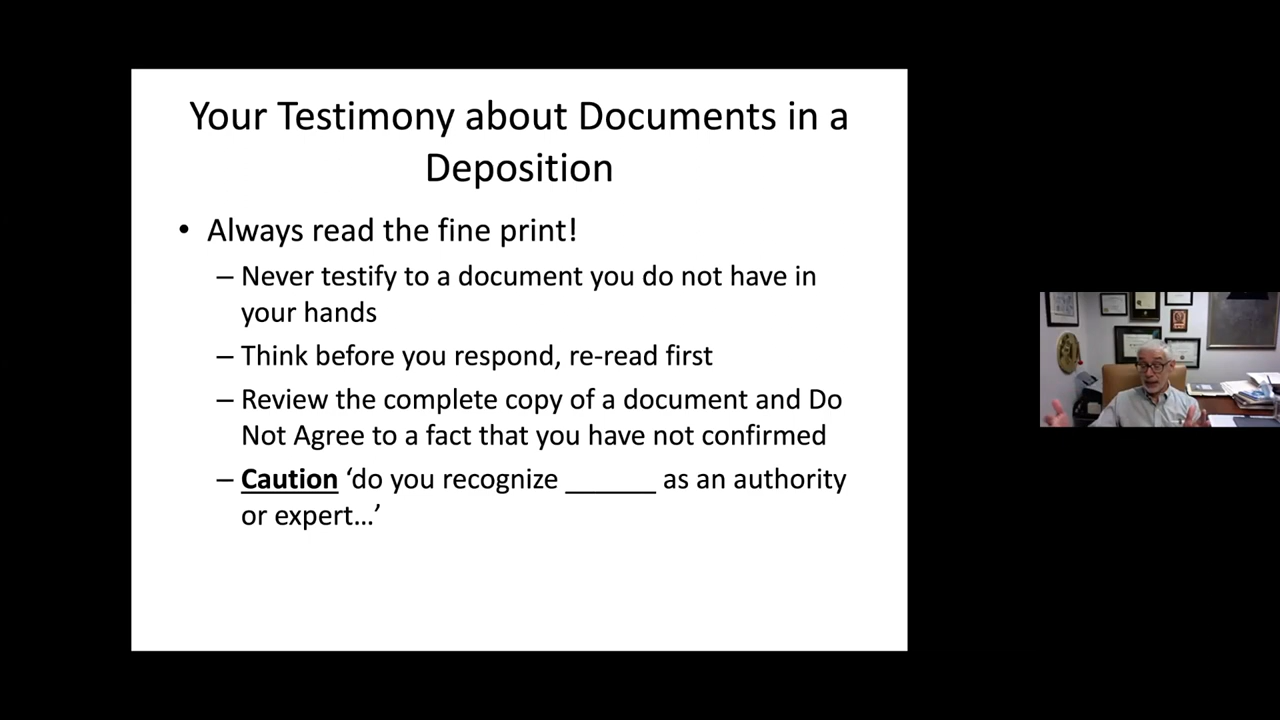 Your Testimony about Documents in a
Deposition
• Always read the fine print!
– Never testify to a document you do not have in
your hands
– Think before you respond, re-read first
– Review the complete copy of a document and Do
Not Agree to a fact that you have not confirmed
– Caution ‘do you recognize ______ as an authority
or expert…’